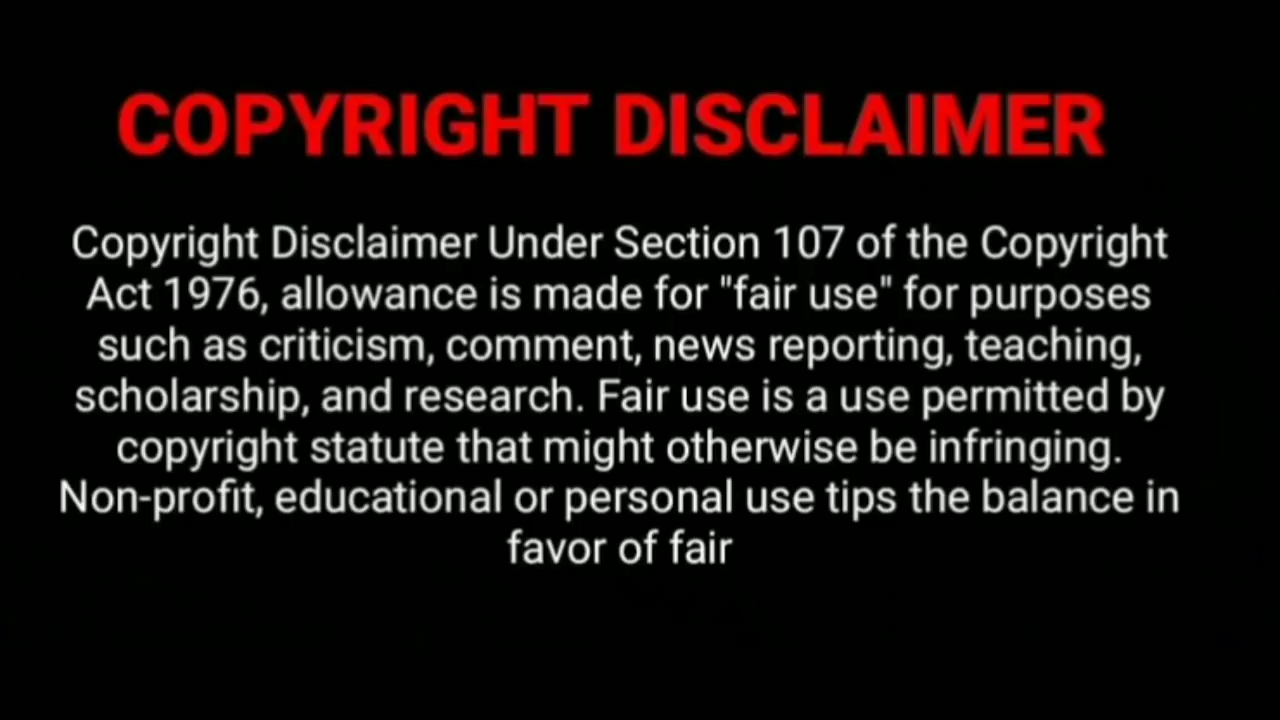 COPYRIGHT DISCLAIMER
Copyright Disclaimer Under Section 107 of the Copyright
Act 1976, allowance is made for "fair use" for purposes
such as criticism, comment, news reporting, teaching,
scholarship, and research. Fair use is a use permitted by
copyright statute that might otherwise be infringing.
Non-profit, educational or personal use tips the balance in
favor of fair